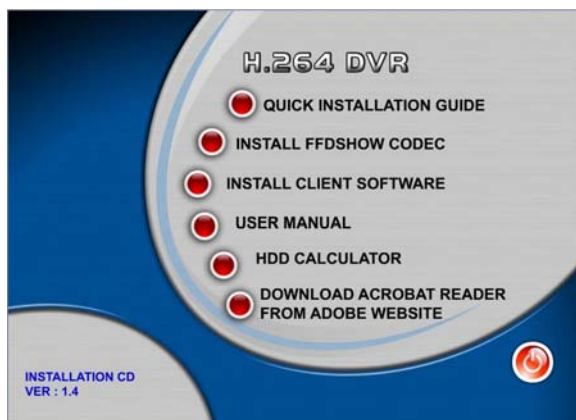 H.264 DVR
QUICK INSTALLATION GUIDE
INSTALL FFDSHOW CODEC
INSTALL CLIENT SOFTWARE
USER MANUAL
HDD CALCULATOR
DOWNLOAD ACROBAT READER
FROM ADOBE WEBSITE
INSTALLATION CD
VER : 1.4